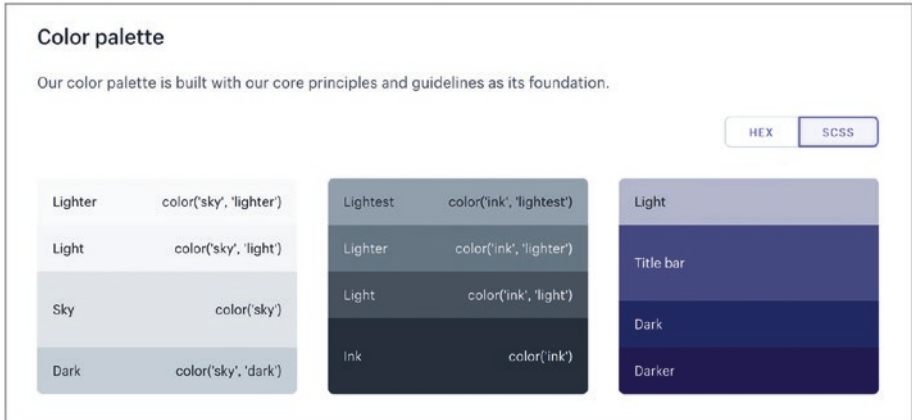 Color palette
Our color palette is built with our core principles and guidelines as its foundation.
HEX SCSS
Lighter color('sky', 'lighter')
Light color('sky', 'light')
Sky color('sky')
Dark color('sky', 'dark')
Lightest color('ink', 'lightest')
Lighter color('ink', 'lighter')
Light color('ink', 'light')
Ink color('ink')
Light
Title bar
Dark
Darker